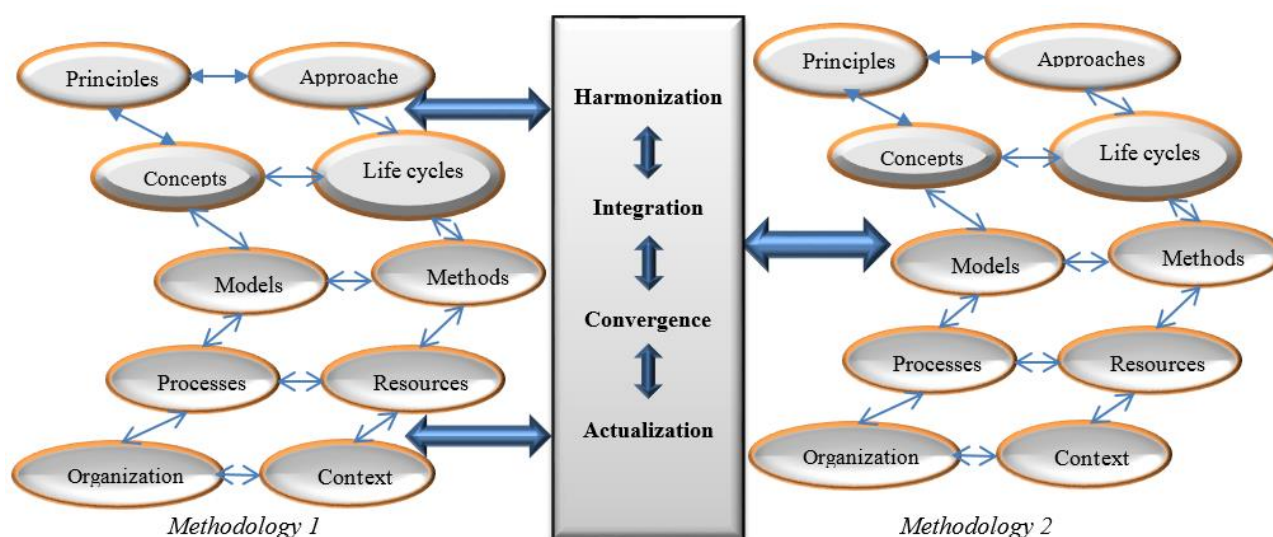 Principles
Approache
Concepts
Life cycles
Models
Methods
Processes
Resources
Organization
Context
Methodology 1
Harmonization
Integration
Convergence
Actualization
Principles
Approaches
Concepts
Life cycles
Models
Methods
Processes
Resources
Organization
Context
Methodology 2